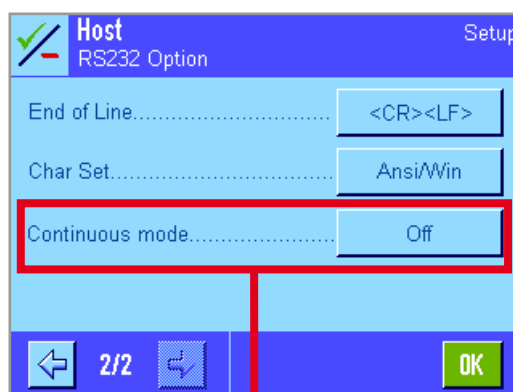 Host
Setup
RS232 Option
End of Line............................. <CR><LF>
Char Set................................. Ansi/Win
Continuous mode...................... Off
2/2
OK